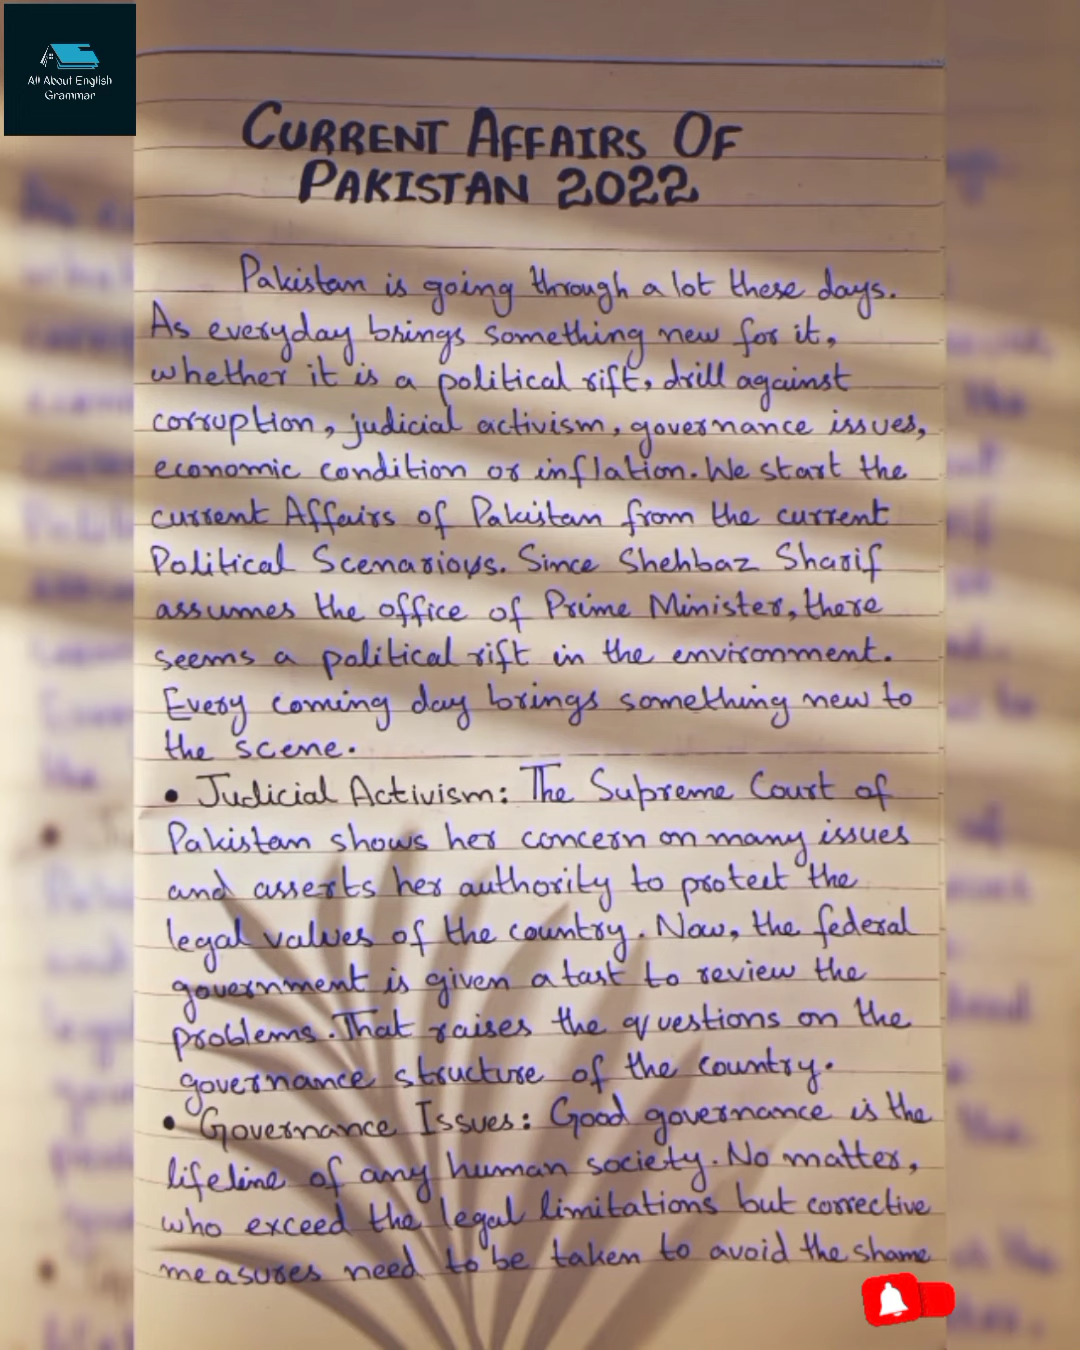 All About English
Grammar
CURRENT AFFAIRS OF
PAKISTAN 2022
Pakistan is going through a lot these days.
As everyday brings something new for it,
whether it is a political rift, drill against
corruption, judicial activism, governance issues,
economic condition or inflation. We start the
current Affairs of Pakistan from the current
Political Scenarioys. Since Shehbaz Sharif
assumes the office of Prime Minister, there
seems a political rift in the environment.
Every coming day brings something new to
the scene.
• Judicial Activism: The Supreme Court of
Pakistan shows her concern on many issues
and asserts her authority to protect the
legal values of the country. Now, the federal
government is given a tast to review the
problems. That raises the questions on the
governance structure of the country.
• Governance Issues: Good governance is the
lifeline of any human society. No matter,
who exceed the legal limitations but corrective
measures need to be taken to avoid the shame